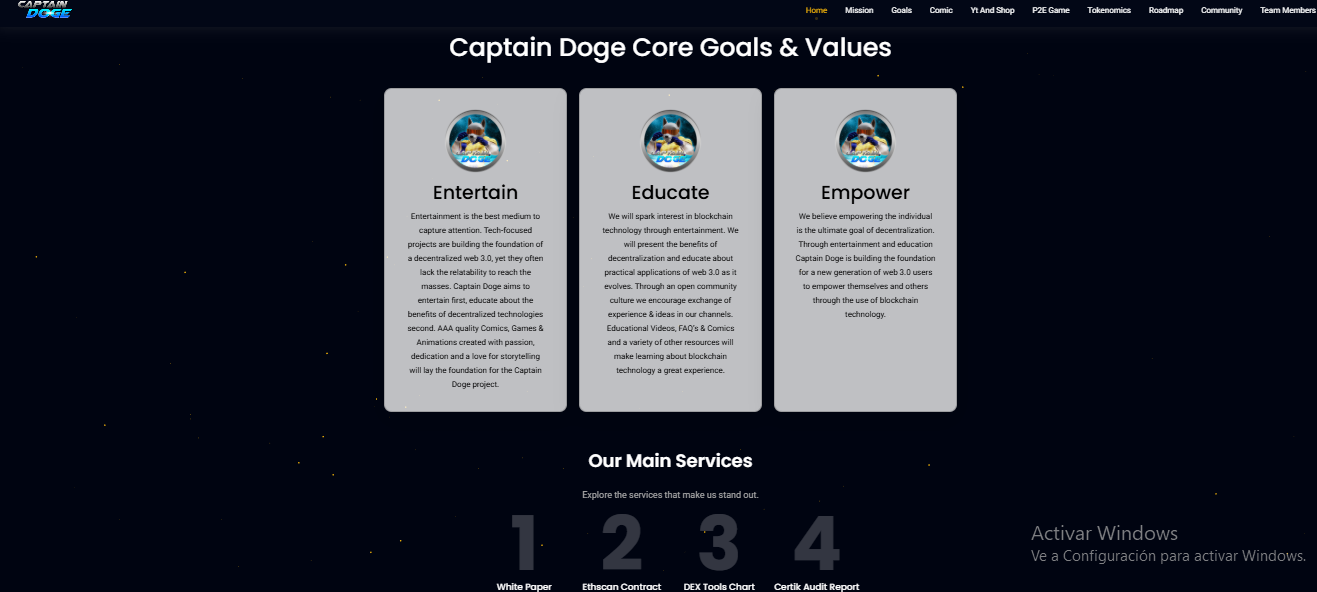 CAPTAIN
DOGE
Home Mission Goals Comic Yt And Shop P2E Game Tokenomics Roadmap Community Team Members
Captain Doge Core Goals & Values
CAPTAIN
DOGE
Entertain
Entertainment is the best medium to
capture attention. Tech-focused
projects are building the foundation of
a decentralized web 3.0, yet they often
lack the relatability to reach the
masses. Captain Doge aims to
entertain first, educate about the
benefits of decentralized technologies
second. AAA quality Comics, Games &
Animations created with passion,
dedication and a love for storytelling
will lay the foundation for the Captain
Doge project.
CAPTAIN
DOGE
Educate
We will spark interest in blockchain
technology through entertainment. We
will present the benefits of
decentralization and educate about
practical applications of web 3.0 as it
evolves. Through an open community
culture we encourage exchange of
experience & ideas in our channels.
Educational Videos, FAQ's & Comics
and a variety of other resources will
make learning about blockchain
technology a great experience.
CAPTAIN
DOGE
Empower
We believe empowering the individual
is the ultimate goal of decentralization.
Through entertainment and education
Captain Doge is building the foundation
for a new generation of web 3.0 users
to empower themselves and others
through the use of blockchain
technology.
Our Main Services
Explore the services that make us stand out.
1 2 3 4
White Paper Ethscan Contract DEX Tools Chart Certik Audit Report
Activar Windows
Ve a Configuración para activar Windows.